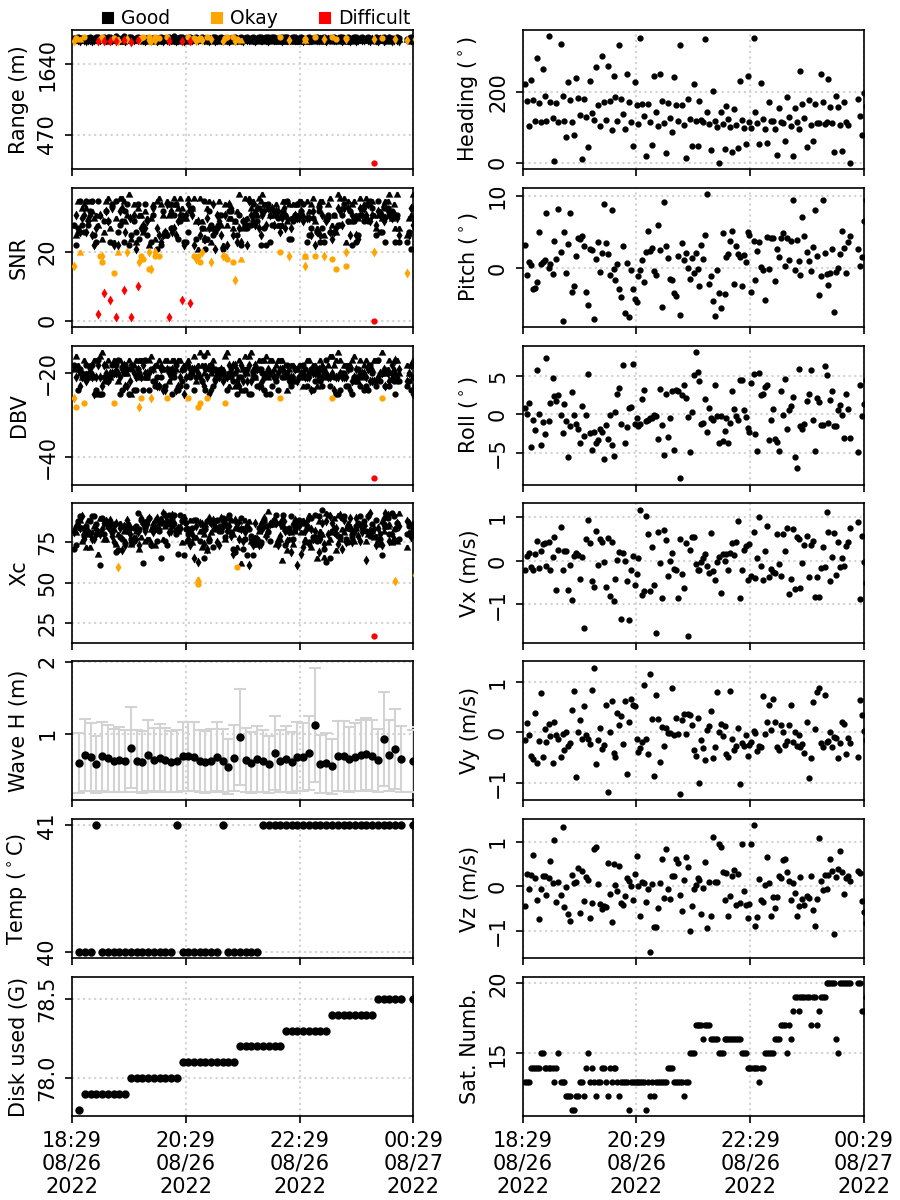 Good Okay Difficult
Range (m) 1640 470
Heading (°) 200 0
SNR 20 0
Pitch (°) 10 0
DBV −20 −40
Roll (°) 5 0 −5
Xc 75 50 25
Vx (m/s) 1 0 −1
Wave H (m) 2 1
Vy (m/s) 1 0 −1
Temp (°C) 41 40
Vz (m/s) 1 0 −1
Disk used (G) 78.5 78.0
Sat. Numb. 20 15
18:29 20:29 22:29 00:29 18:29 20:29 22:29 00:29
08/26 08/26 08/26 08/27 08/26 08/26 08/26 08/27
2022 2022 2022 2022 2022 2022 2022 2022